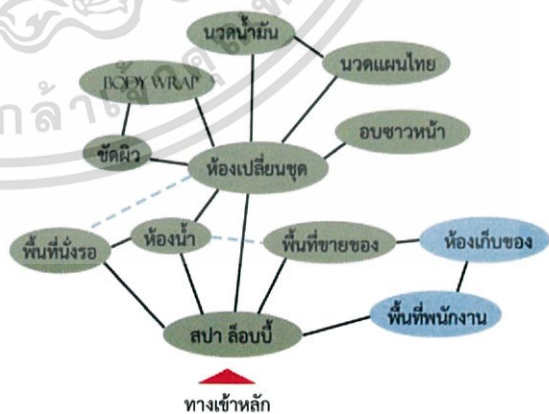 นวดน้ำมัน
นวดแผนไทย
BODY WRAP
อบซาวหน้า
ขัดผิว
ห้องเปลี่ยนชุด
พื้นที่นั่งรอ
ห้องน้ำ
พื้นที่ขายของ
ห้องเก็บของ
พื้นที่พนักงาน
สปา ล็อบบี้
ทางเข้าหลัก